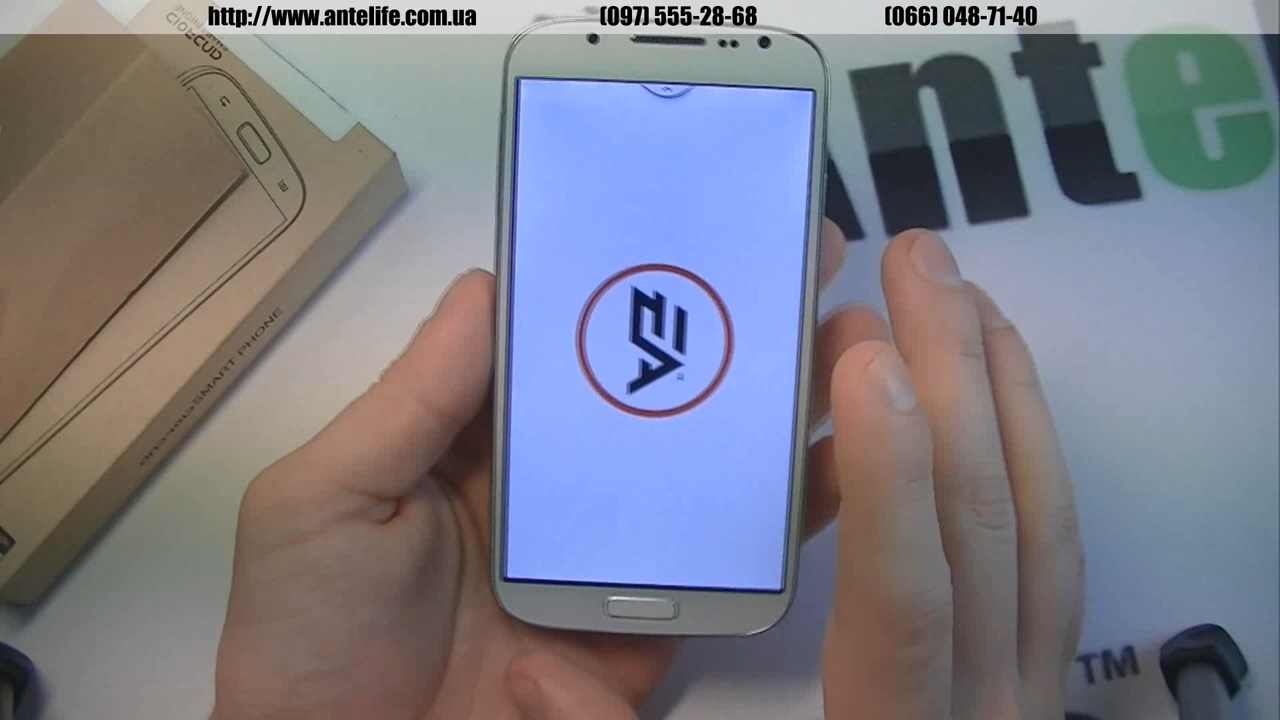 http://www.antelife.com.ua (097) 555-28-68 (066) 048-71-40
Ante
EA
SMART PHONE
TM